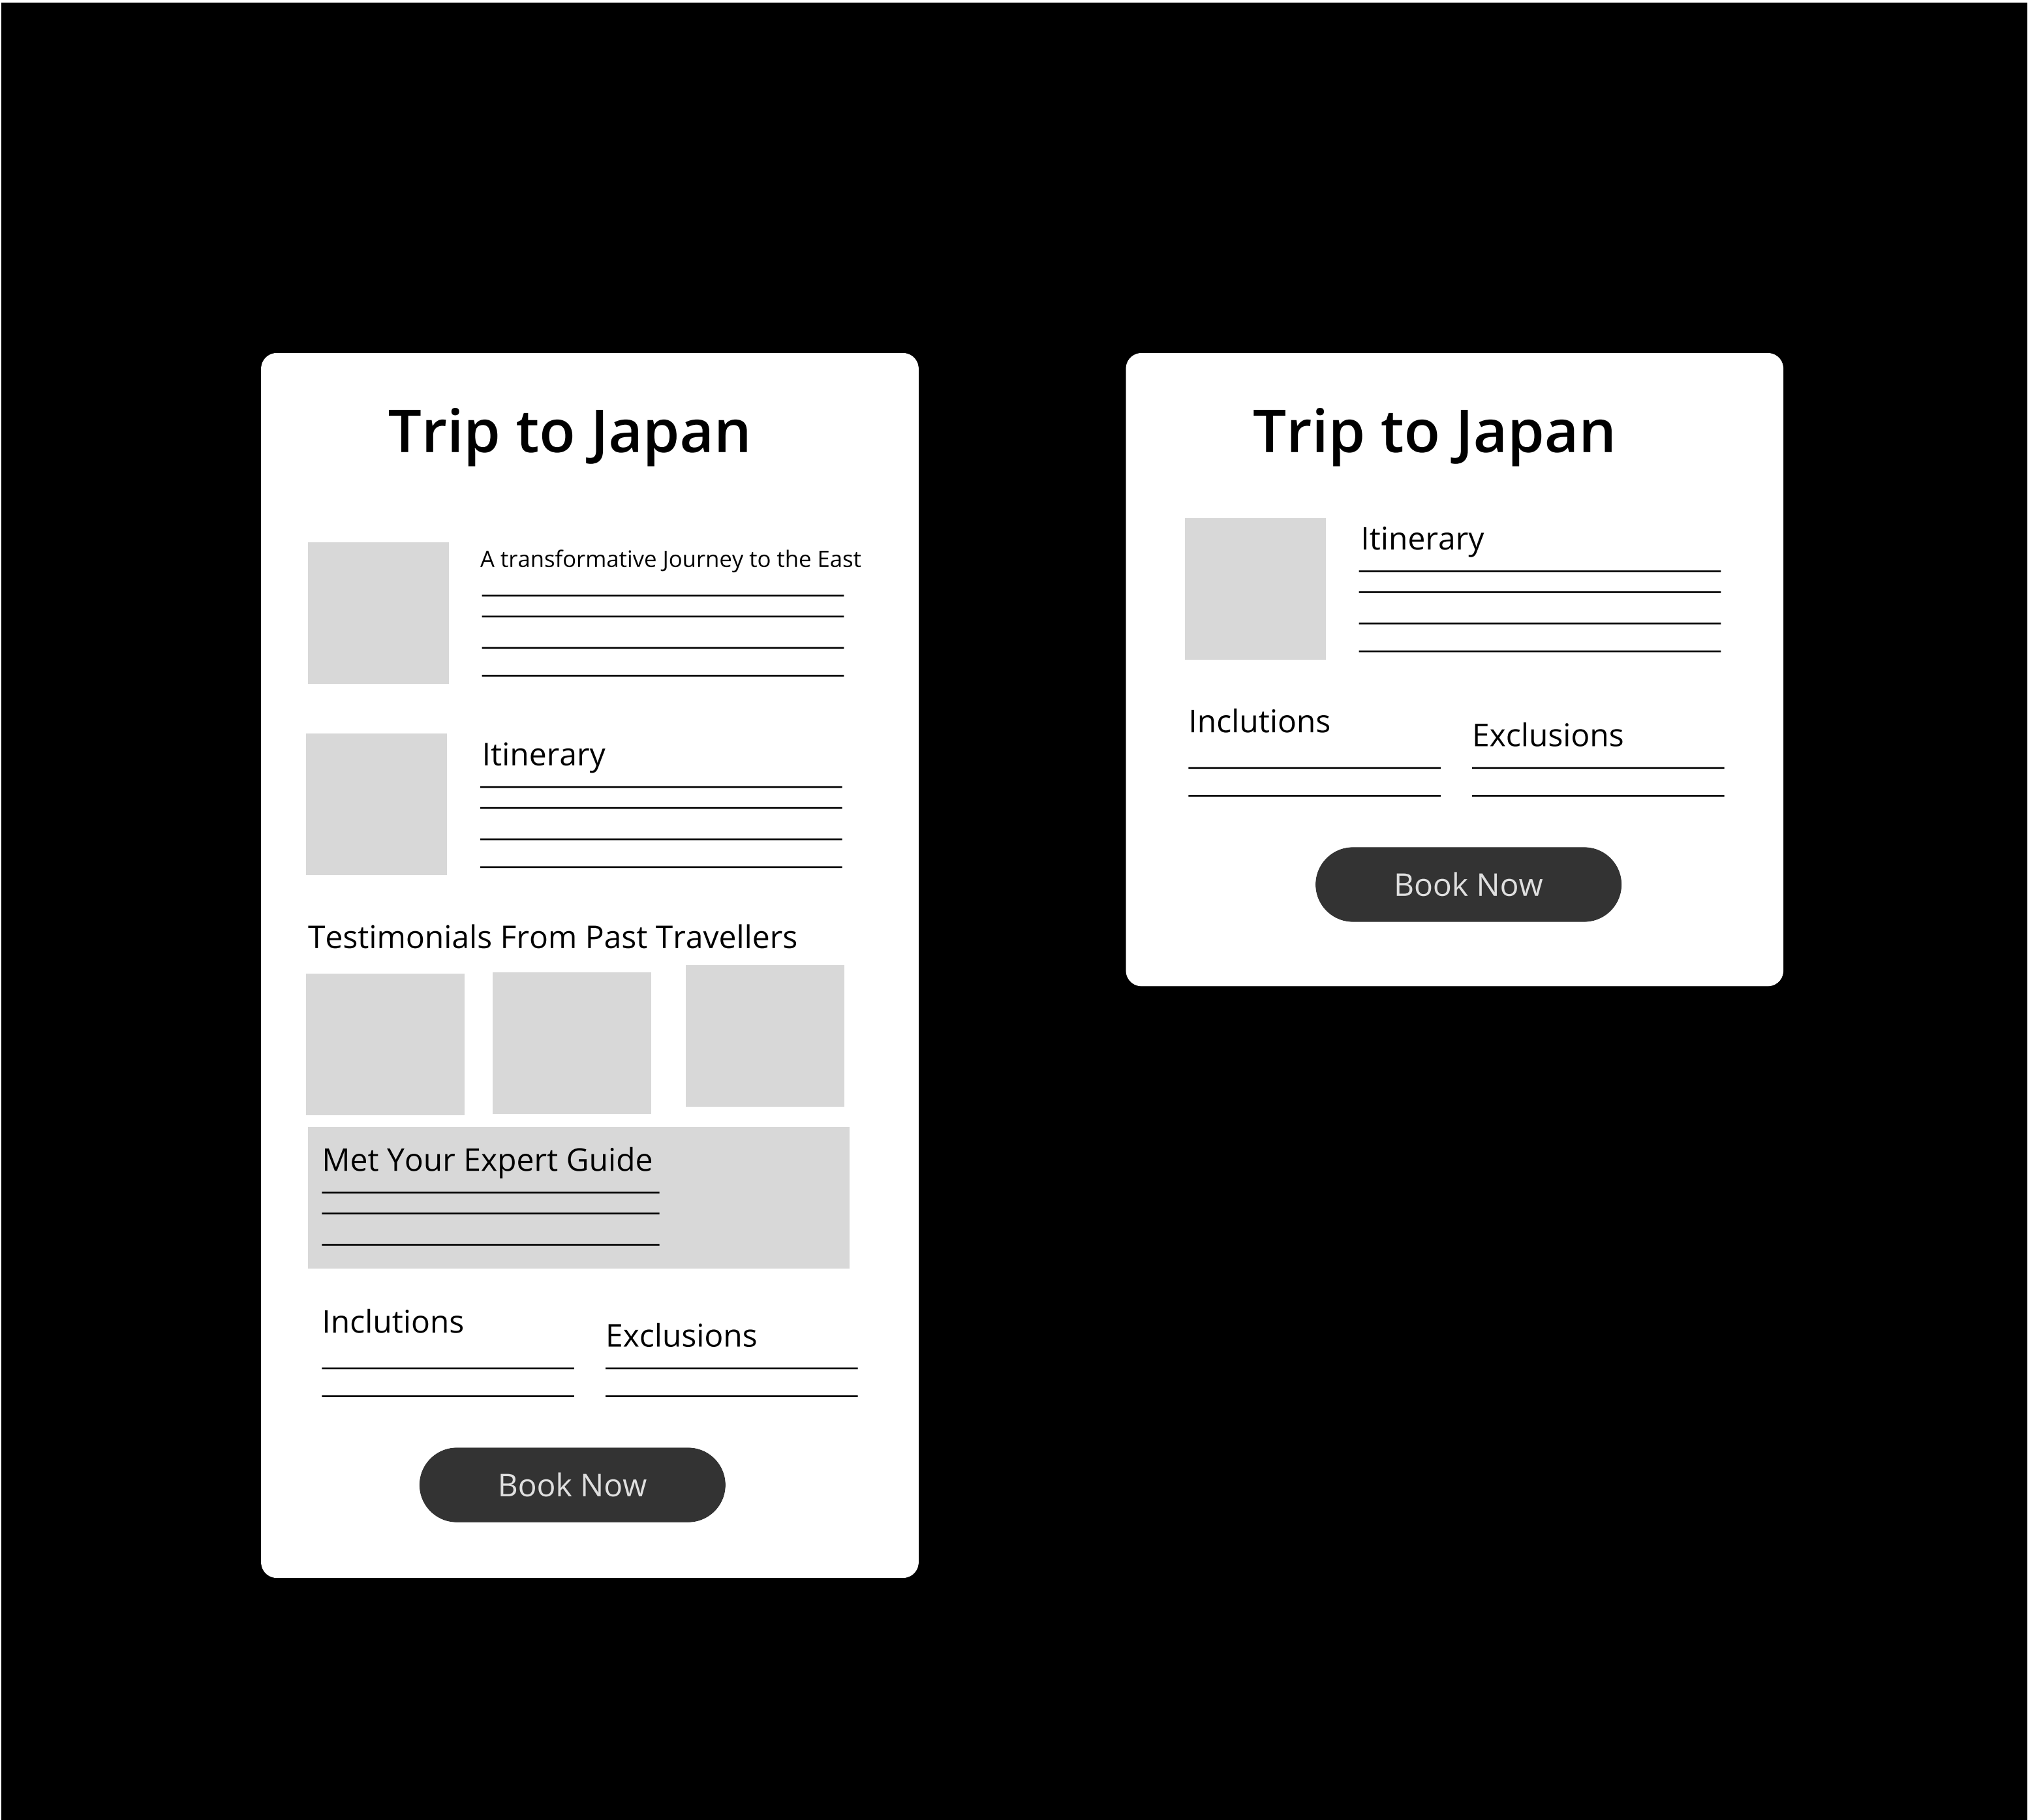 Trip to Japan
A transformative Journey to the East
Itinerary
Testimonials From Past Travellers
Met Your Expert Guide
Inclutions
Exclusions
Book Now
Trip to Japan
Itinerary
Inclutions
Exclusions
Book Now